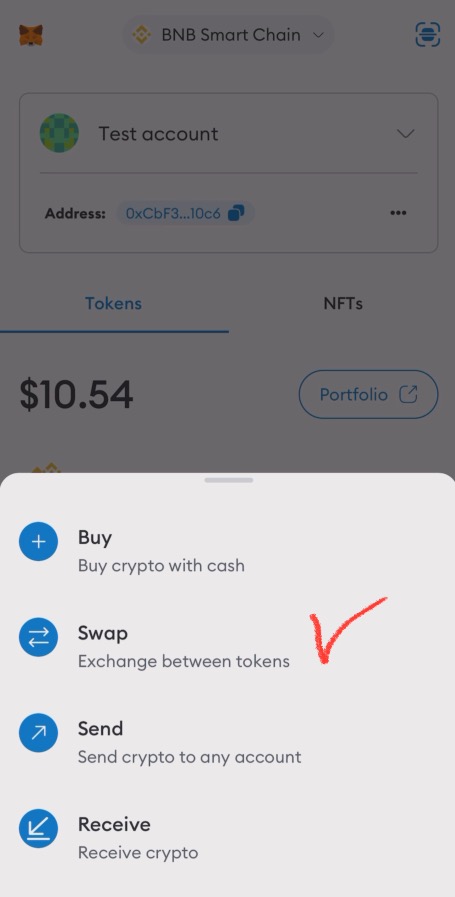 BNB Smart Chain
Test account
Address: 0xCbF3...10c6
Tokens NFTs
$10.54 Portfolio
Buy
Buy crypto with cash
Swap
Exchange between tokens
Send
Send crypto to any account
Receive
Receive crypto